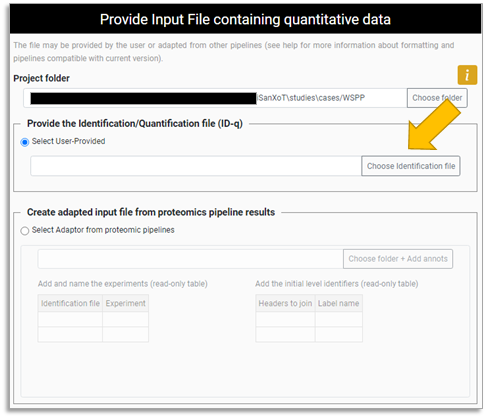 Provide Input File containing quantitative data
The file may be provided by the user or adapted from other pipelines (see help for more information about formatting and
pipelines compatible with current version).
i
Project folder
iSanXoT\studies\cases/WSPP
Choose folder
Provide the Identification/Quantification file (ID-q)
Select User-Provided
Choose Identification file
Create adapted input file from proteomics pipeline results
Select Adaptor from proteomic pipelines
Choose folder + Add annots
Add and name the experiments (read-only table)
Add the initial level identifiers (read-only table)
Identification file Experiment
Headers to join Label name